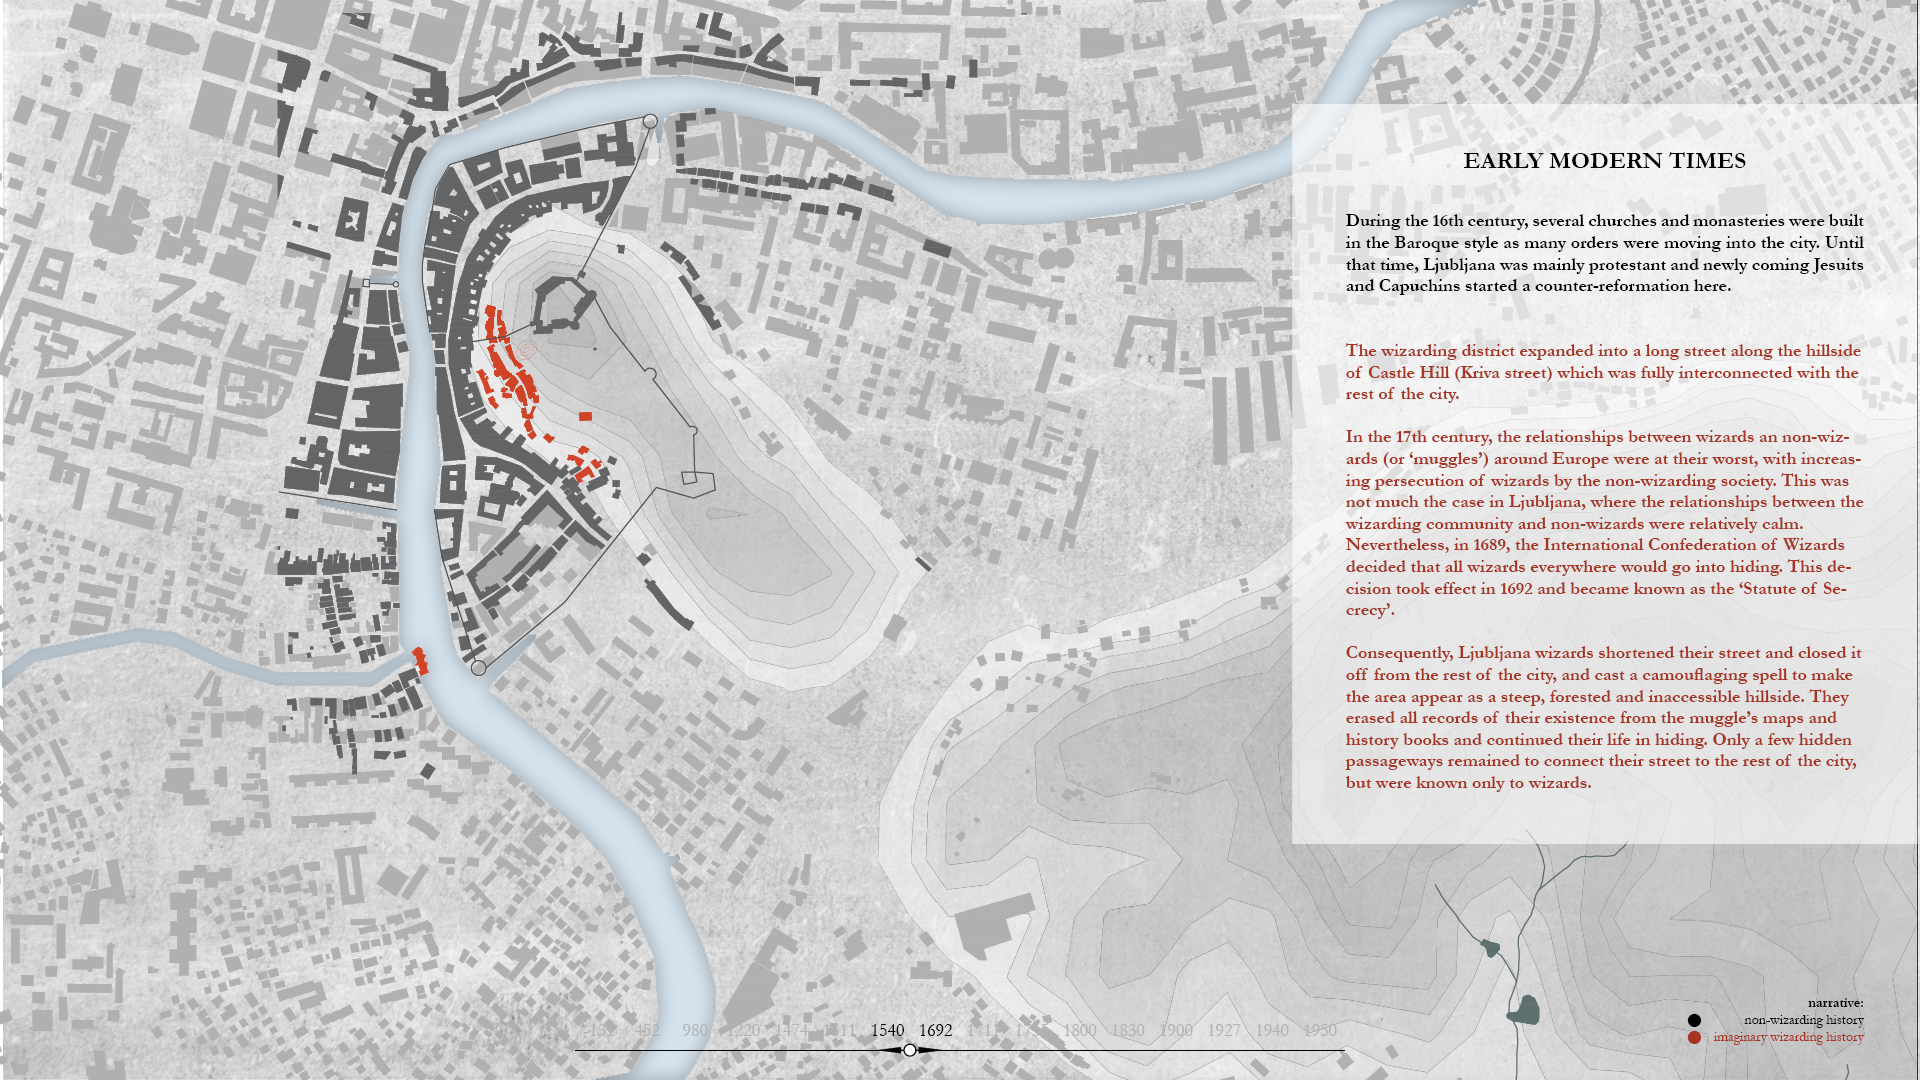 EARLY MODERN TIMES
During the 16th century, several churches and monasteries were built
in the Baroque style as many orders were moving into the city. Until
that time, Ljubljana was mainly protestant and newly coming Jesuits
and Capuchins started a counter-reformation here.
The wizarding district expanded into a long street along the hillside
of Castle Hill (Kriva street) which was fully interconnected with the
rest of the city.
In the 17th century, the relationships between wizards an non-wiz-
ards (or ‘muggles’) around Europe were at their worst, with increas-
ing persecution of wizards by the non-wizarding society. This was
not much the case in Ljubljana, where the relationships between the
wizarding community and non-wizards were relatively calm.
Nevertheless, in 1689, the International Confederation of Wizards
decided that all wizards everywhere would go into hiding. This de-
cision took effect in 1692 and became known as the ‘Statute of Se-
crecy’.
Consequently, Ljubljana wizards shortened their street and closed it
off from the rest of the city, and cast a camouflaging spell to make
the area appear as a steep, forested and inaccessible hillside. They
erased all records of their existence from the muggle’s maps and
history books and continued their life in hiding. Only a few hidden
passageways remained to connect their street to the rest of the city,
but were known only to wizards.
narrative:
non-wizarding history
imaginary wizarding history
452 980 1220 1474 1511 1540 1692 1800 1830 1900 1927 1940 1950